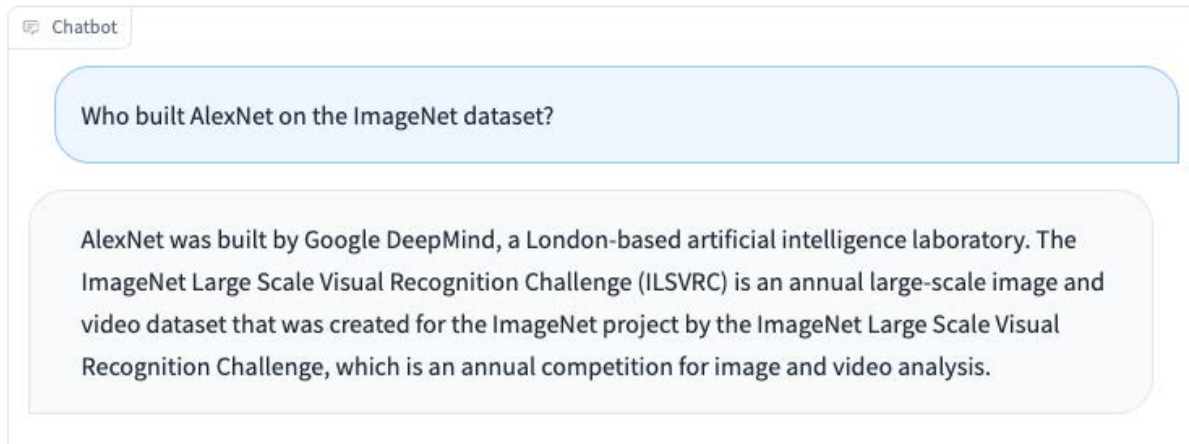 Chatbot
Who built AlexNet on the ImageNet dataset?
AlexNet was built by Google DeepMind, a London-based artificial intelligence laboratory. The
ImageNet Large Scale Visual Recognition Challenge (ILSVRC) is an annual large-scale image and
video dataset that was created for the ImageNet project by the ImageNet Large Scale Visual
Recognition Challenge, which is an annual competition for image and video analysis.